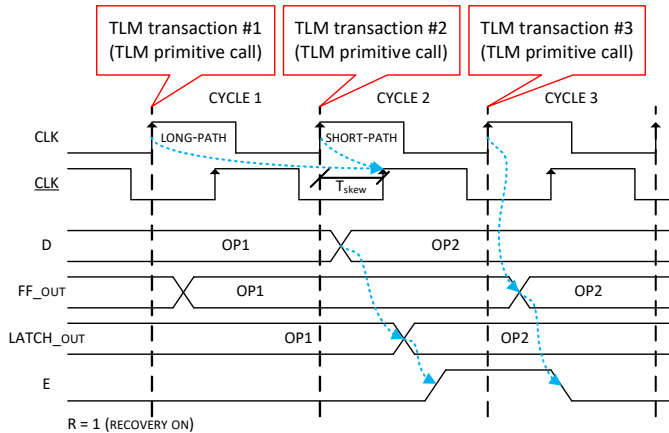 TLM transaction #1
(TLM primitive call)
TLM transaction #2
(TLM primitive call)
TLM transaction #3
(TLM primitive call)
CYCLE 1
CYCLE 2
CYCLE 3
CLK
LONG-PATH
SHORT-PATH
CLK
Tskew
D
OP1
OP2
FF_OUT
OP1
OP2
LATCH_OUT
OP1
OP2
E
R = 1 (RECOVERY ON)